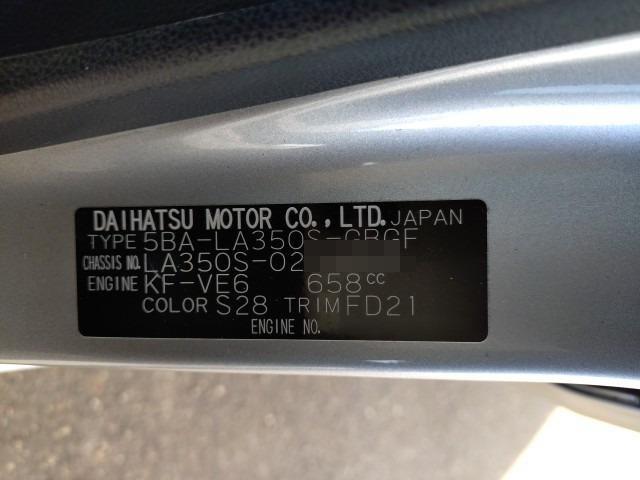 DAIHATSU MOTOR CO., LTD. JAPAN
TYPE 5BA-LA350S-GBGF
CHASSIS NO. LA350S-02
ENGINE KF-VE6 658CC
COLOR S28 TRIM FD21
ENGINE NO.